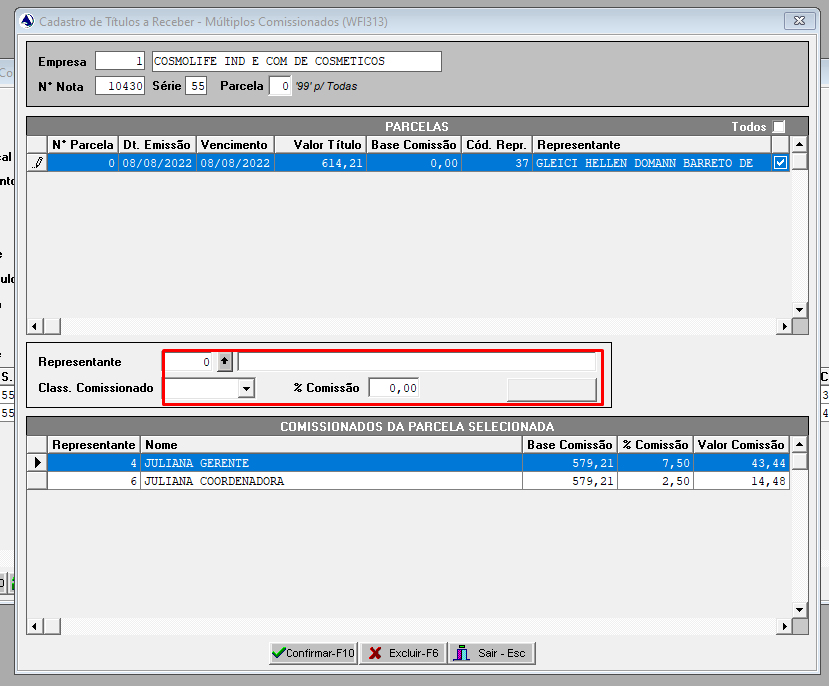 Cadastro de Títulos a Receber - Múltiplos Comissionados (WFI313)
Empresa 1 COSMOLIFE IND E COM DE COSMETICOS
N° Nota 10430 Série 55 Parcela 0 '99' p/ Todas
PARCELAS Todos
N° Parcela Dt. Emissão Vencimento Valor Título Base Comissão Cód. Repr. Representante
0 08/08/2022 08/08/2022 614,21 0,00 37 GLEICI HELLEN DOMANN BARRETO DE
Representante 0
Class. Comissionado % Comissão 0,00
COMISSIONADOS DA PARCELA SELECIONADA
Representante Nome Base Comissão % Comissão Valor Comissão
4 JULIANA GERENTE 579,21 7,50 43,44
6 JULIANA COORDENADORA 579,21 2,50 14,48
Confirmar-F10 Excluir-F6 Sair - Esc